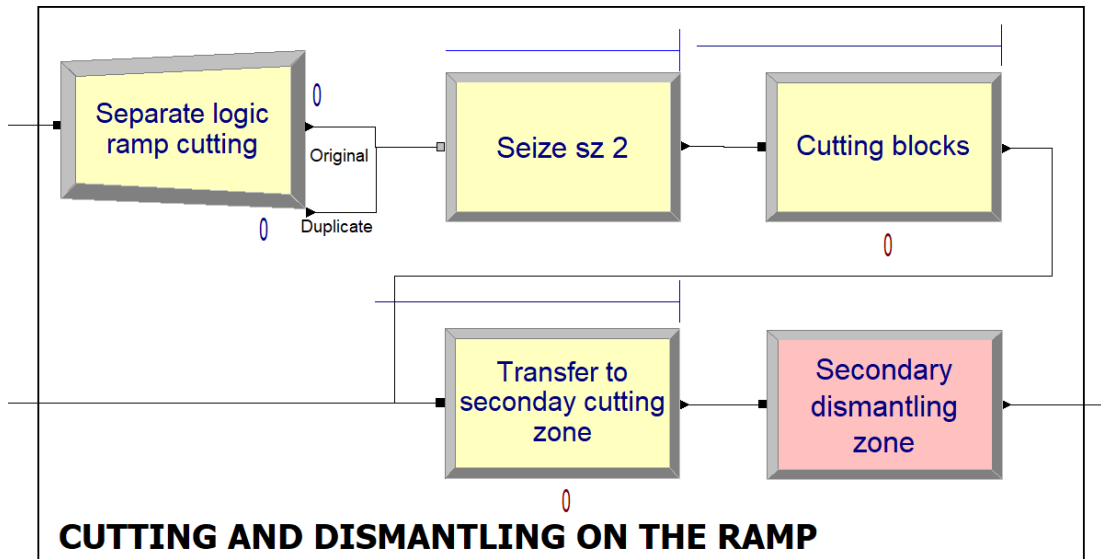 Separate logic
ramp cutting
0
Original
Duplicate
0
Seize sz 2
Cutting blocks
0
Transfer to
seconday cutting
zone
0
Secondary
dismantling
zone
CUTTING AND DISMANTLING ON THE RAMP